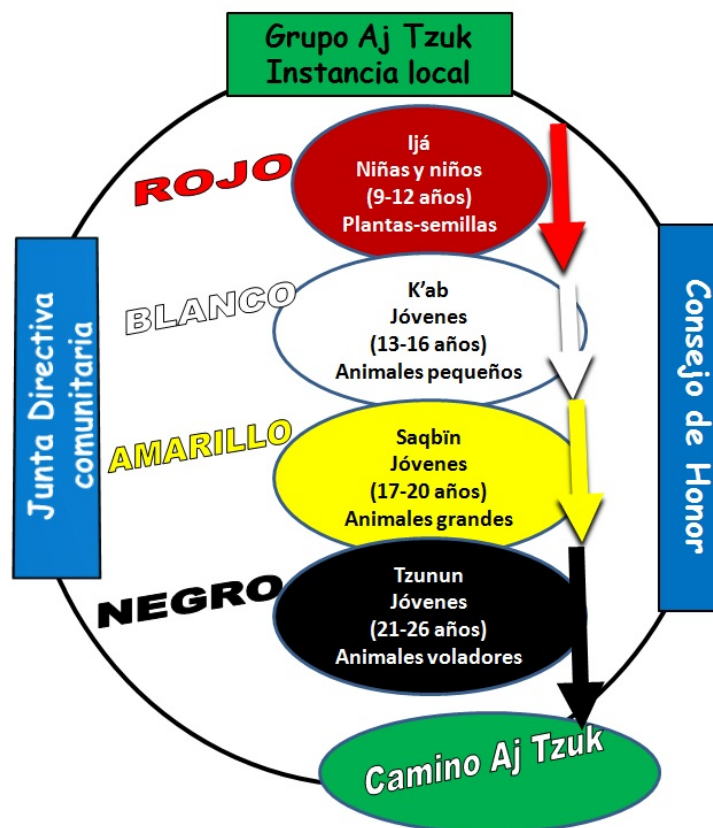 Grupo Aj Tzuk
Instancia local
ROJO
Ijá
Niñas y niños
(9-12 años)
Plantas-semillas
BLANCO
K'ab
Jóvenes
(13-16 años)
Animales pequeños
AMARILLO
Saqbïn
Jóvenes
(17-20 años)
Animales grandes
NEGRO
Tzunun
Jóvenes
(21-26 años)
Animales voladores
Junta Directiva
comunitaria
Consejo de Honor
Camino Aj Tzuk